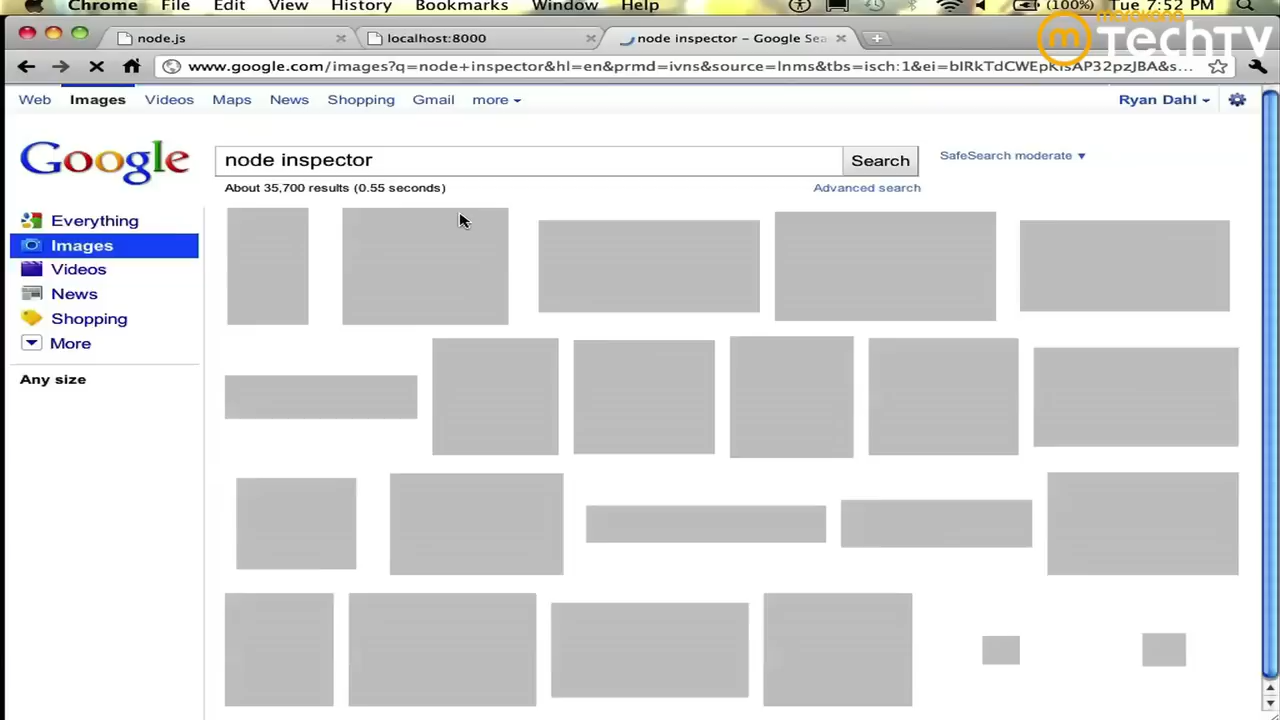 Chrome File Edit View History Bookmarks Window Help (100%) Tue 7:52 PM
marakana
m TechTV
node.js localhost:8000 node inspector – Google Sea
www.google.com/images?q=node+inspector&hl=en&prmd=ivns&source=lnms&tbs=isch:1&ei=bIRkTdCWEpKisAP32pzJBA&s...
Web Images Videos Maps News Shopping Gmail more Ryan Dahl
Google node inspector Search SafeSearch moderate
About 35,700 results (0.55 seconds) Advanced search
Everything
Images
Videos
News
Shopping
More
Any size